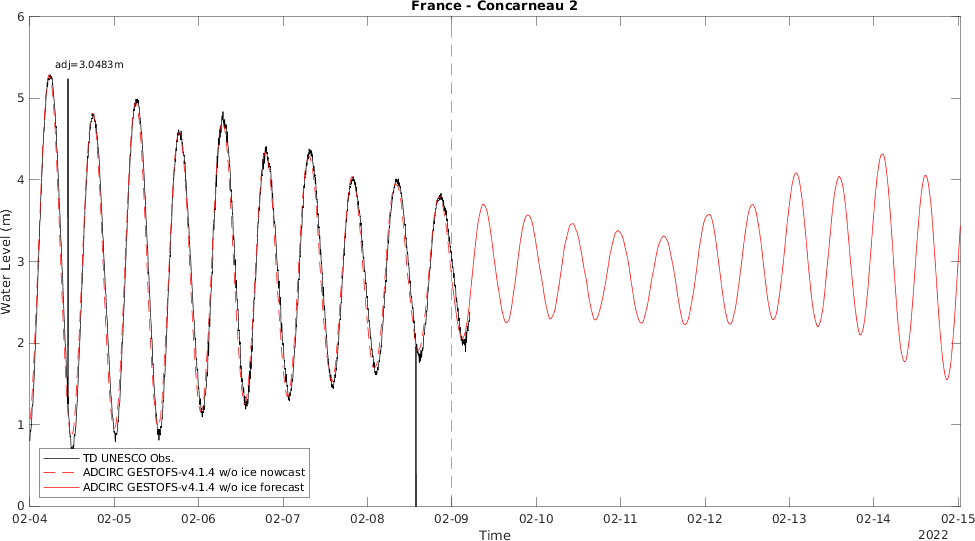 France - Concarneau 2
adj=3.0483m
Water Level (m)
6
5
4
3
2
1
0
TD UNESCO Obs.
ADCIRC GESTOFS-v4.1.4 w/o ice nowcast
ADCIRC GESTOFS-v4.1.4 w/o ice forecast
02-04 02-05 02-06 02-07 02-08 02-09 02-10 02-11 02-12 02-13 02-14 02-15
Time
2022